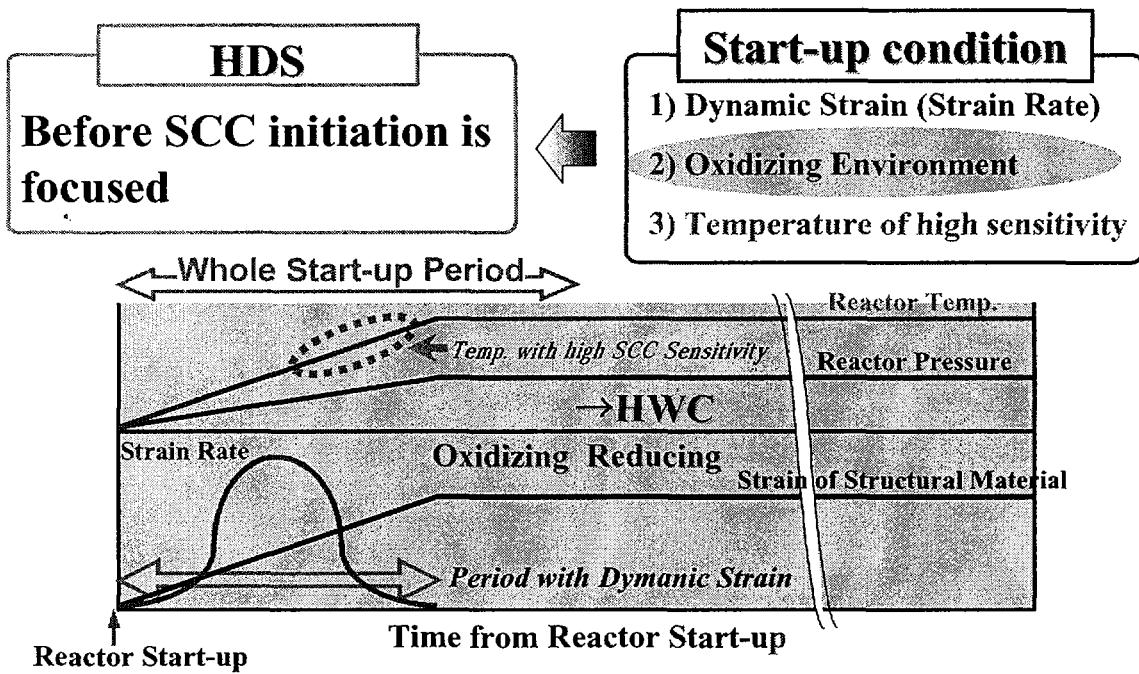 HDS
Before SCC initiation is
focused
Start-up condition
1) Dynamic Strain (Strain Rate)
2) Oxidizing Environment
3) Temperature of high sensitivity
Whole Start-up Period
Reactor Temp.
Temp. with high SCC Sensitivity
Reactor Pressure
→HWC
Strain Rate
Oxidizing Reducing
Strain of Structural Material
Period with Dymanic Strain
Time from Reactor Start-up
Reactor Start-up